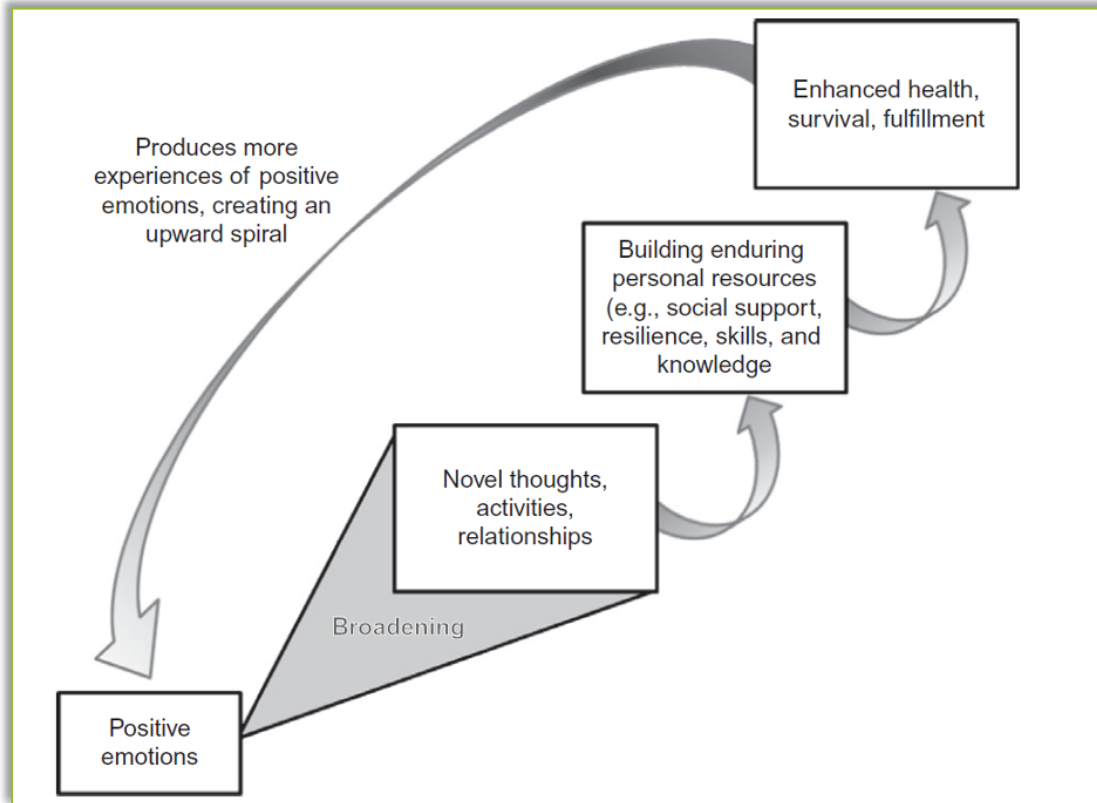 Enhanced health,
survival, fulfillment
Produces more
experiences of positive
emotions, creating an
upward spiral
Building enduring
personal resources
(e.g., social support,
resilience, skills, and
knowledge
Novel thoughts,
activities,
relationships
Broadening
Positive
emotions